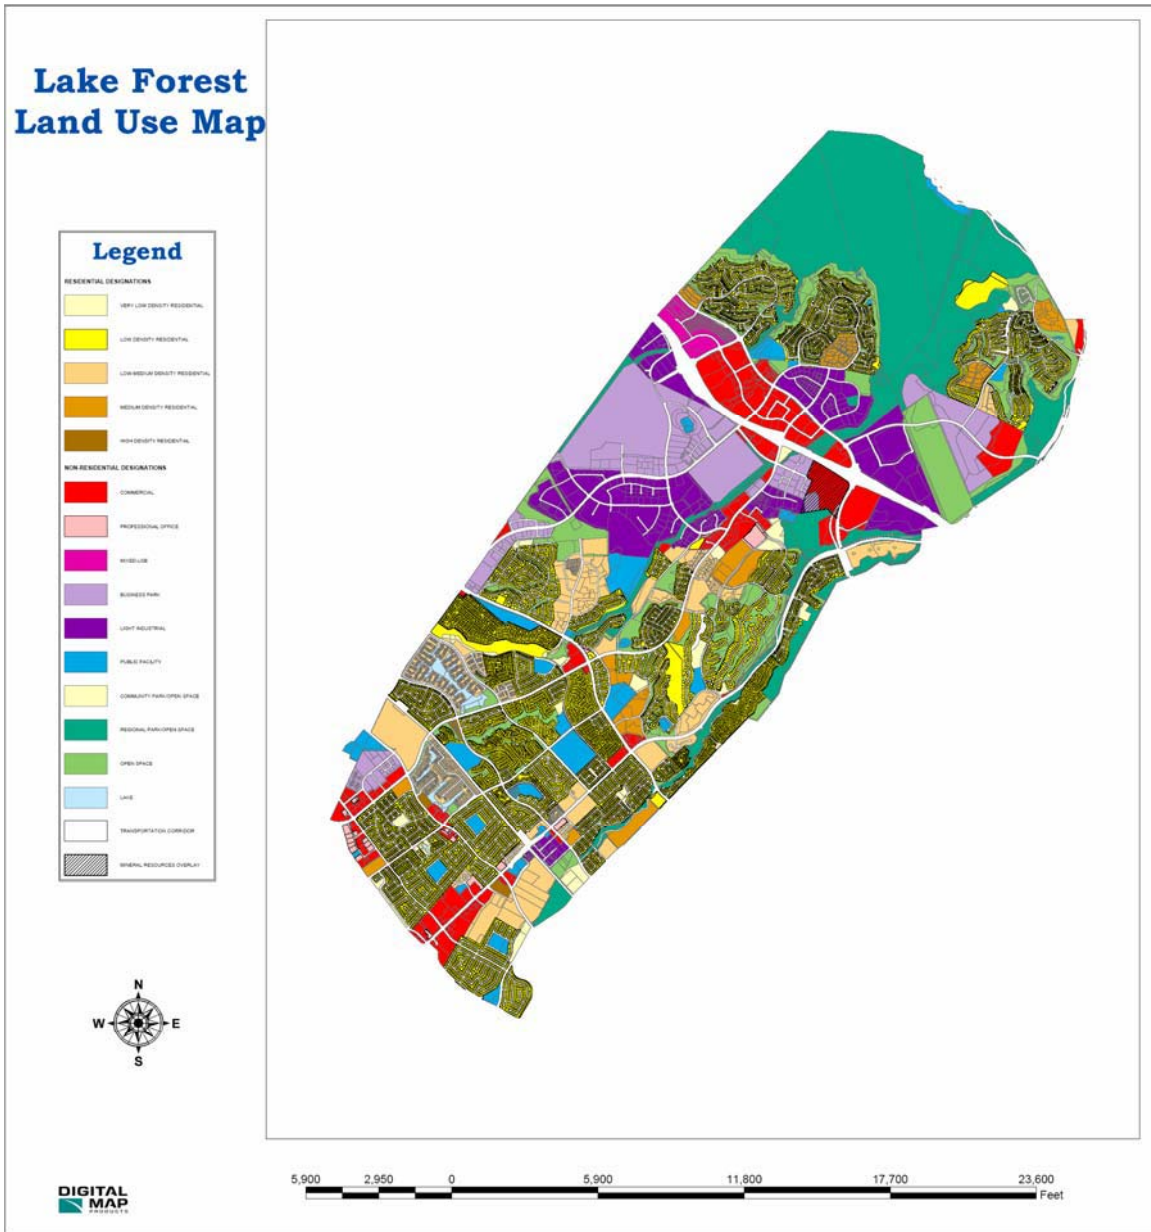 Lake Forest
Land Use Map
Legend
RESIDENTIAL DESIGNATIONS
VERY LOW DENSITY RESIDENTIAL
LOW DENSITY RESIDENTIAL
LOW-MEDIUM DENSITY RESIDENTIAL
MEDIUM DENSITY RESIDENTIAL
HIGH DENSITY RESIDENTIAL
NON-RESIDENTIAL DESIGNATIONS
COMMERCIAL
PROFESSIONAL OFFICE
MIXED-USE
BUSINESS PARK
LIGHT INDUSTRIAL
PUBLIC FACILITY
COMMUNITY PARK/OPEN SPACE
REGIONAL PARK/OPEN SPACE
OPEN SPACE
LAKE
TRANSPORTATION CORRIDOR
MINERAL RESOURCES OVERLAY
N
W E
S
DIGITAL
MAP
PRODUCTS
5,900 2,950 0 5,900 11,800 17,700 23,600
Feet